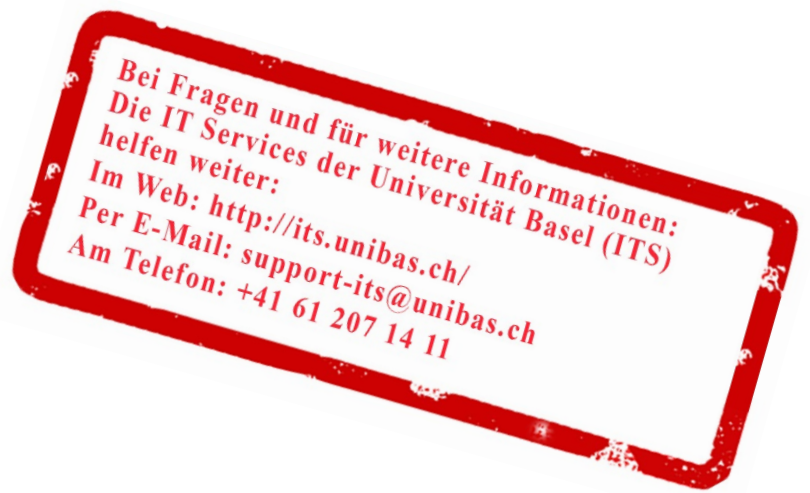 Bei Fragen und für weitere Informationen:
Die IT Services der Universität Basel (ITS)
helfen weiter:
Im Web: http://its.unibas.ch/
Per E-Mail: support-its@unibas.ch
Am Telefon: +41 61 207 14 11